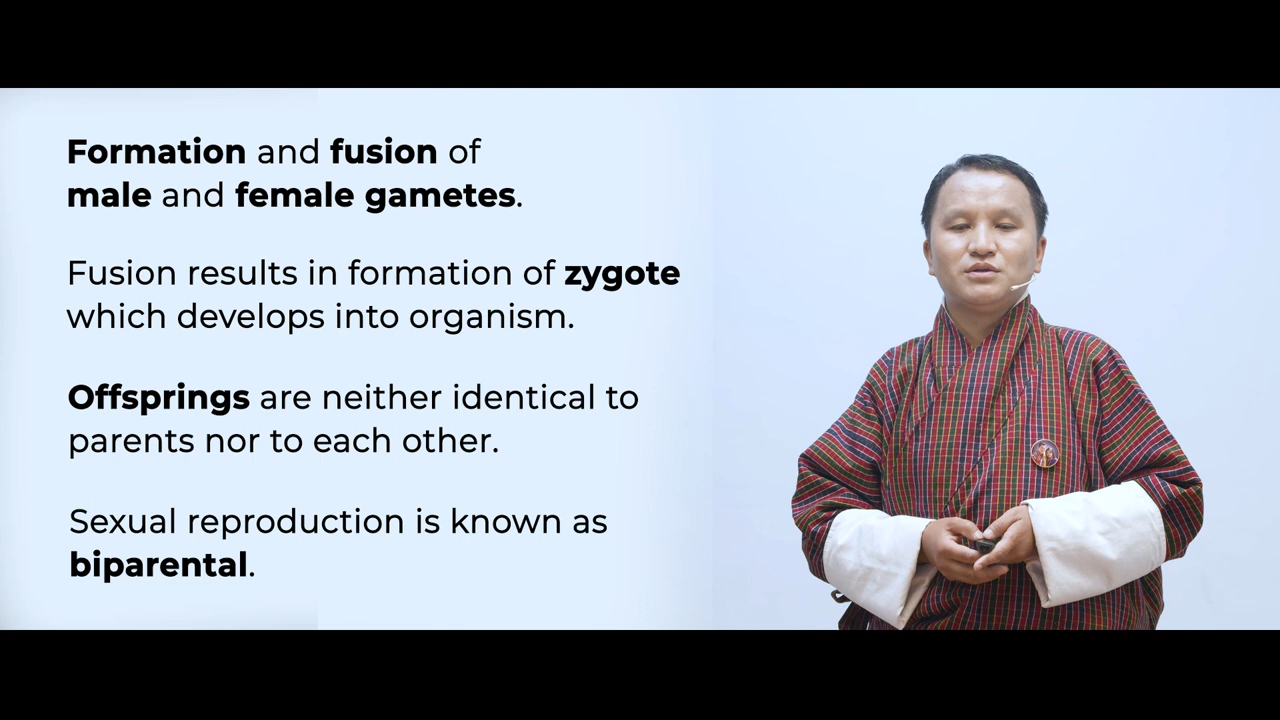 Formation and fusion of
male and female gametes.
Fusion results in formation of zygote
which develops into organism.
Offsprings are neither identical to
parents nor to each other.
Sexual reproduction is known as
biparental.